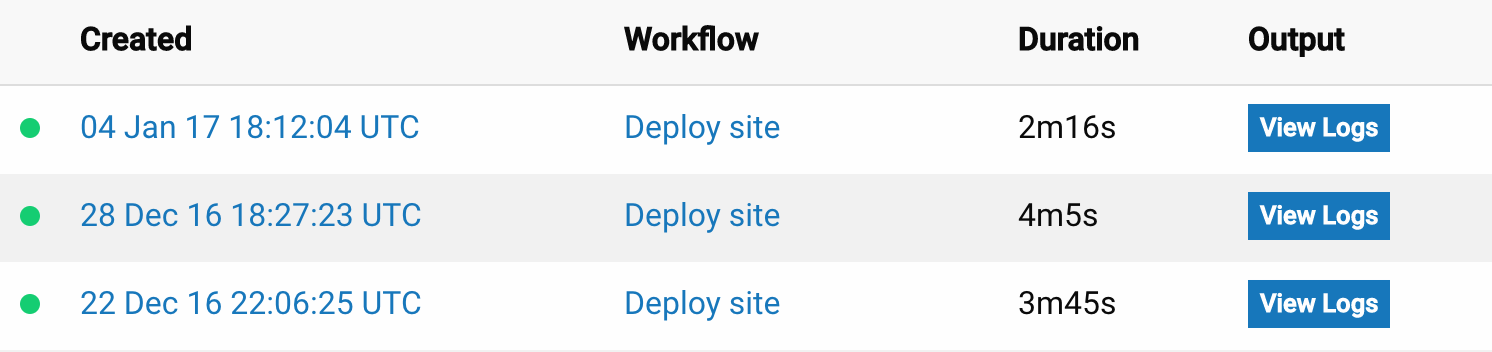 Created Workflow Duration Output
04 Jan 17 18:12:04 UTC Deploy site 2m16s View Logs
28 Dec 16 18:27:23 UTC Deploy site 4m5s View Logs
22 Dec 16 22:06:25 UTC Deploy site 3m45s View Logs